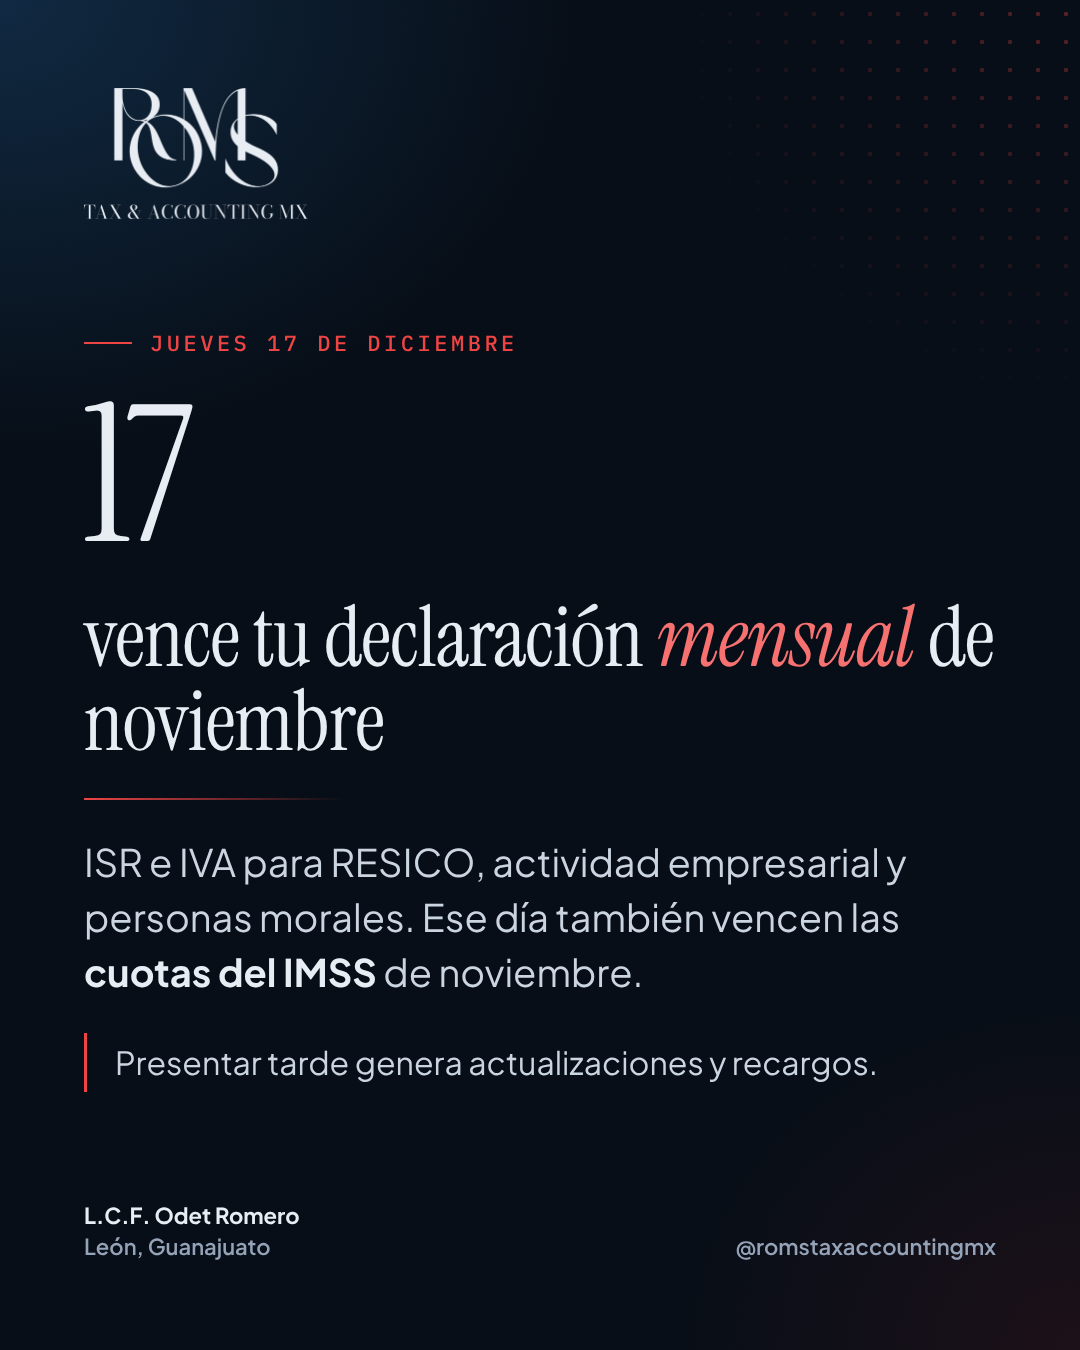 ROMS
TAX & ACCOUNTING MX
JUEVES 17 DE DICIEMBRE
17
vence tu declaración mensual de
noviembre
ISR e IVA para RESICO, actividad empresarial y
personas morales. Ese día también vencen las
cuotas del IMSS de noviembre.
Presentar tarde genera actualizaciones y recargos.
L.C.F. Odet Romero
León, Guanajuato
@romstaxaccountingmx